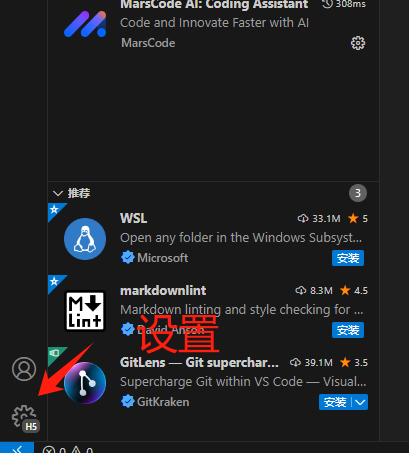 MarsCode AI: Coding Assistant 308ms
Code and Innovate Faster with AI
MarsCode
推荐 3
WSL 33.1M ★ 5
Open any folder in the Windows Subsyst...
Microsoft 安装
markdownlint 8.3M ★ 4.5
M↓
Lint
Markdown linting and style checking for ...
David Anson 安装
设置
GitLens — Git supercharg... 39.1M ★ 3.5
Supercharge Git within VS Code — Visual...
GitKraken 安装
H5
0 0